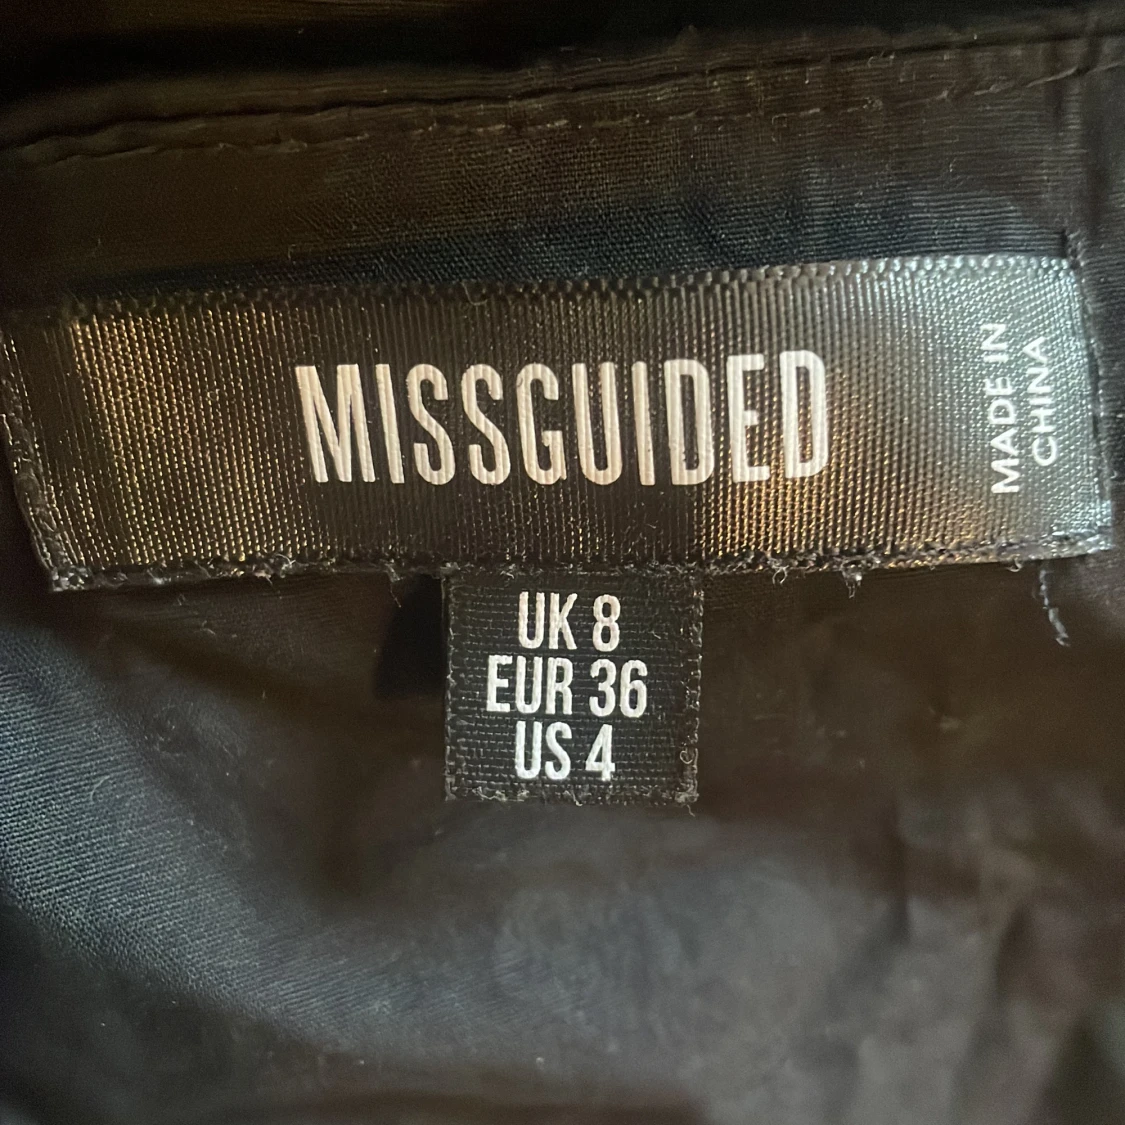 MISSGUIDED
MADE IN
CHINA
UK 8
EUR 36
US 4